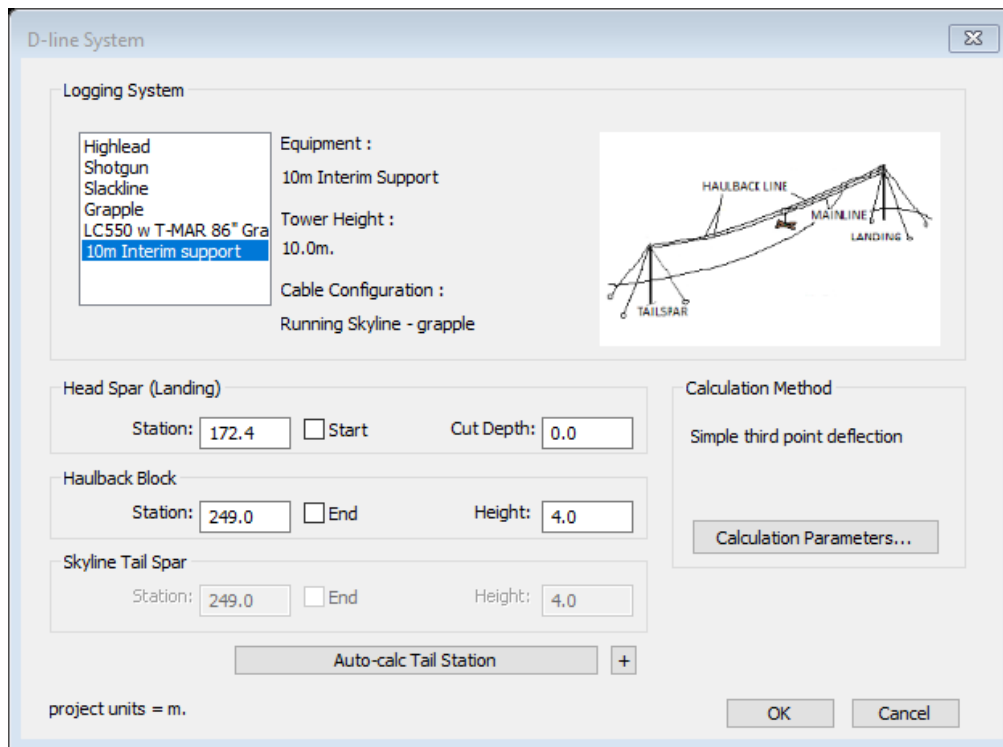 D-line System
Logging System
Highlead
Shotgun
Slackline
Grapple
LC550 w T-MAR 86" Gra
10m Interim support
Equipment :
10m Interim Support
Tower Height :
10.0m.
Cable Configuration :
Running Skyline - grapple
HAULBACK LINE
MAINLINE
LANDING
TAILSPAR
Head Spar (Landing)
Station: 172.4 Start Cut Depth: 0.0
Haulback Block
Station: 249.0 End Height: 4.0
Skyline Tail Spar
Station: 249.0 End Height: 4.0
Calculation Method
Simple third point deflection
Calculation Parameters...
Auto-calc Tail Station +
project units = m.
OK Cancel